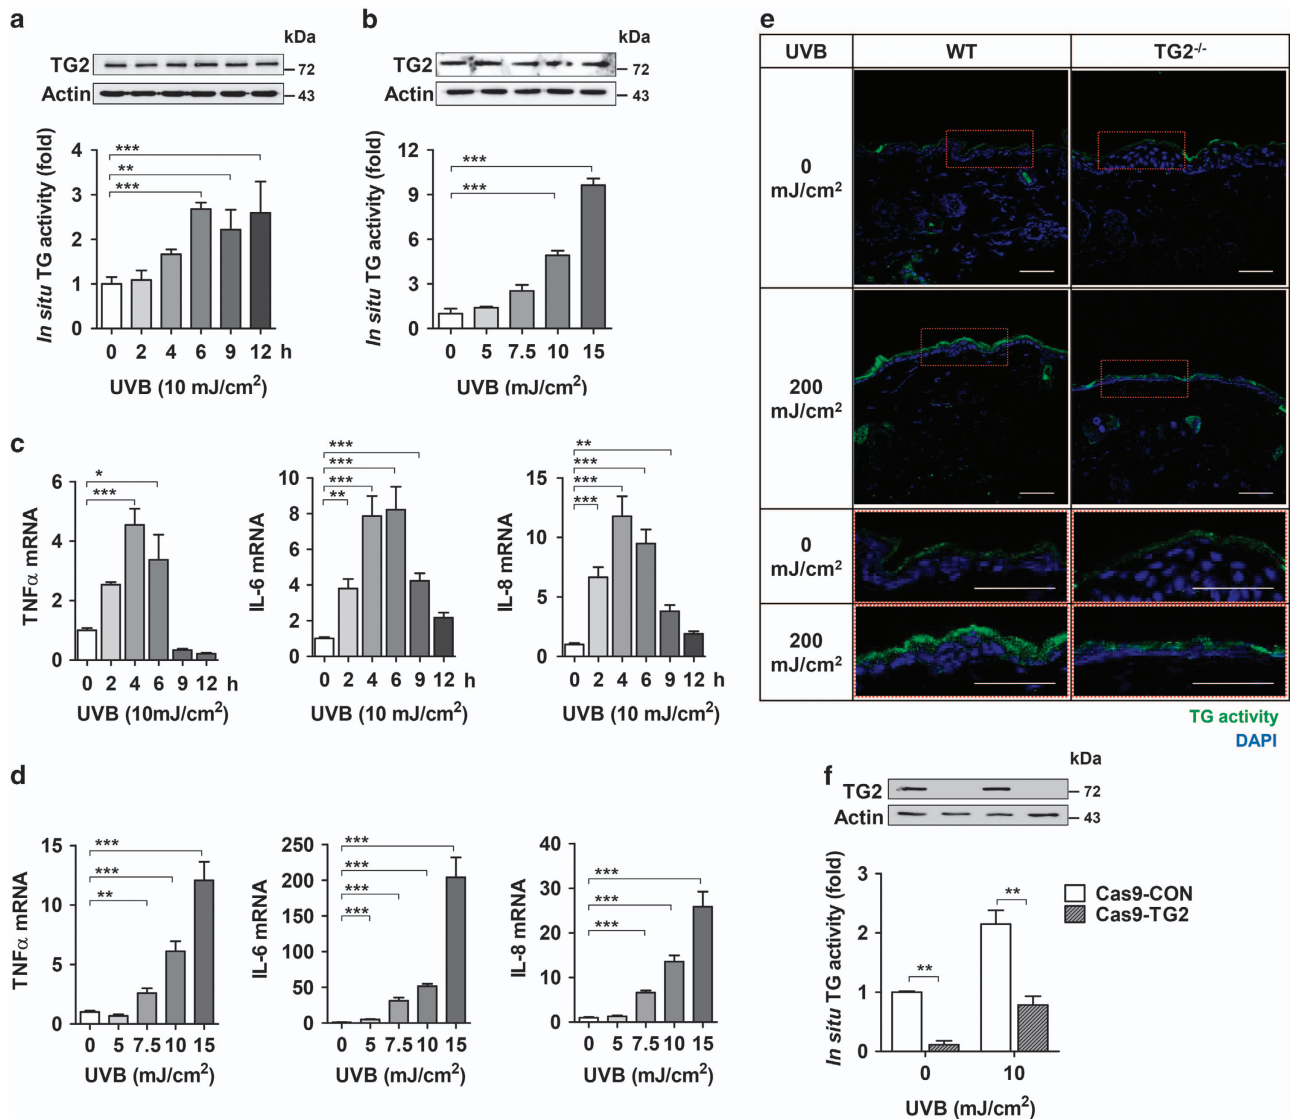 a
kDa
TG2
72
Actin
43
In situ TG activity (fold)
4
3
2
1
0
***
**
***
0 2 4 6 9 12 h
UVB (10 mJ/cm²)
b
kDa
TG2
72
Actin
43
In situ TG activity (fold)
12
9
6
3
0
***
***
0 5 7.5 10 15
UVB (mJ/cm²)
c
TNFα mRNA
6
4
2
0
*
***
0 2 4 6 9 12 h
UVB (10mJ/cm²)
IL-6 mRNA
10
8
6
4
2
0
***
***
***
**
0 2 4 6 9 12 h
UVB (10 mJ/cm²)
IL-8 mRNA
15
10
5
0
**
***
***
***
0 2 4 6 9 12 h
UVB (10 mJ/cm²)
d
TNFα mRNA
15
10
5
0
***
***
**
0 5 7.5 10 15
UVB (mJ/cm²)
IL-6 mRNA
250
200
150
100
50
0
***
***
***
***
0 5 7.5 10 15
UVB (mJ/cm²)
IL-8 mRNA
40
30
20
10
0
***
***
***
0 5 7.5 10 15
UVB (mJ/cm²)
e
UVB WT TG2⁻/⁻
0
mJ/cm²
200
mJ/cm²
0
mJ/cm²
200
mJ/cm²
TG activity
DAPI
f
kDa
TG2
72
Actin
43
In situ TG activity (fold)
3
2
1
0
**
**
Cas9-CON
Cas9-TG2
0 10
UVB (mJ/cm²)